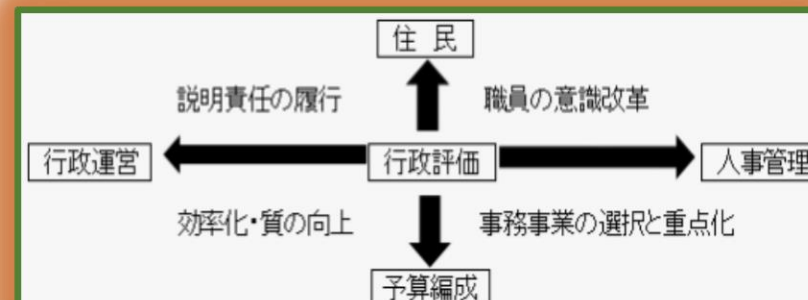 住 民
説明責任の履行
職員の意識改革
行政運営
行政評価
人事管理
効率化・質の向上
事務事業の選択と重点化
予算編成